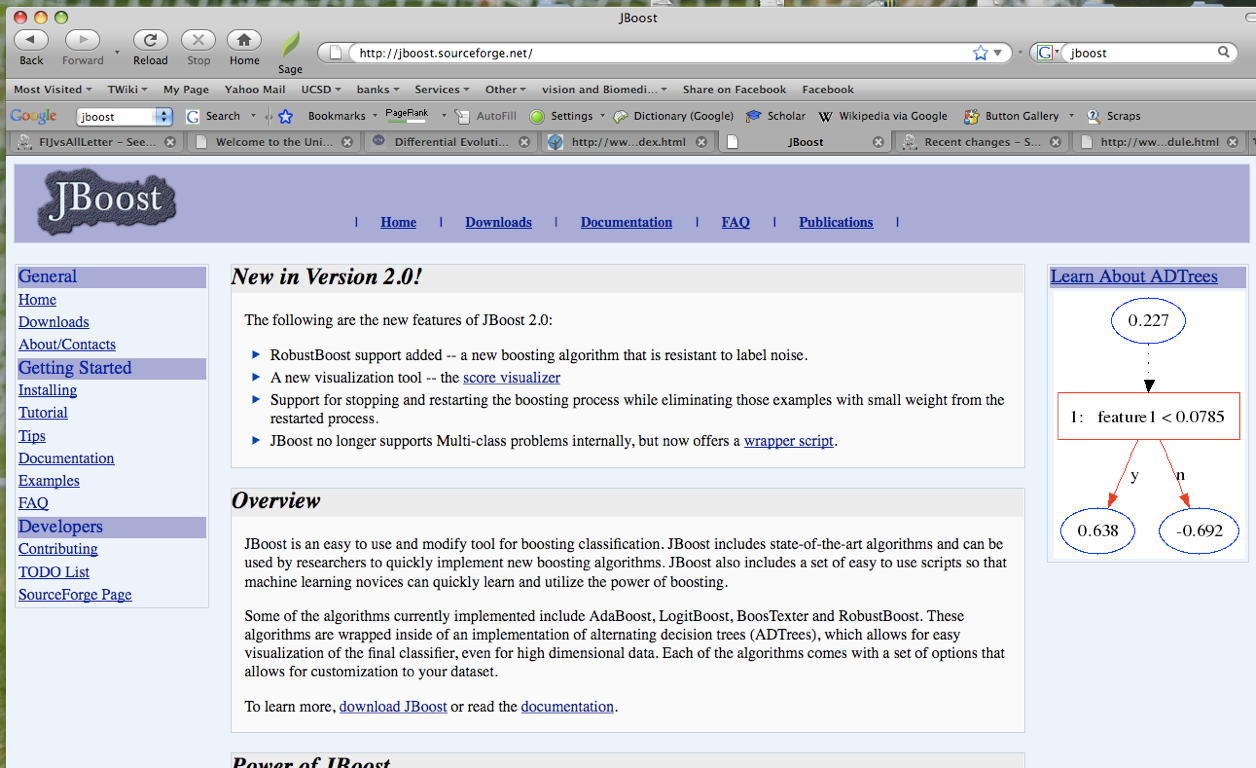 JBoost
Back Forward Reload Stop Home Sage
http://jboost.sourceforge.net/
G jboost
Most Visited TWiki My Page Yahoo Mail UCSD banks Services Other vision and Biomedi... Share on Facebook Facebook
Google jboost G Search Bookmarks PageRank AutoFill Settings Dictionary (Google) Scholar W Wikipedia via Google Button Gallery Scraps
FIJvsAllLetter – See... Welcome to the Uni... Differential Evoluti... http://ww...dex.html JBoost Recent changes – S... http://ww...dule.html
JBoost
| Home | Downloads | Documentation | FAQ | Publications |
General
Home
Downloads
About/Contacts
Getting Started
Installing
Tutorial
Tips
Documentation
Examples
FAQ
Developers
Contributing
TODO List
SourceForge Page
New in Version 2.0!
The following are the new features of JBoost 2.0:
RobustBoost support added -- a new boosting algorithm that is resistant to label noise.
A new visualization tool -- the score visualizer
Support for stopping and restarting the boosting process while eliminating those examples with small weight from the
restarted process.
JBoost no longer supports Multi-class problems internally, but now offers a wrapper script.
Overview
JBoost is an easy to use and modify tool for boosting classification. JBoost includes state-of-the-art algorithms and can be
used by researchers to quickly implement new boosting algorithms. JBoost also includes a set of easy to use scripts so that
machine learning novices can quickly learn and utilize the power of boosting.
Some of the algorithms currently implemented include AdaBoost, LogitBoost, BoosTexter and RobustBoost. These
algorithms are wrapped inside of an implementation of alternating decision trees (ADTrees), which allows for easy
visualization of the final classifier, even for high dimensional data. Each of the algorithms comes with a set of options that
allows for customization to your dataset.
To learn more, download JBoost or read the documentation.
Power of JBoost
Learn About ADTrees
0.227
1: feature1 < 0.0785
y n
0.638 -0.692